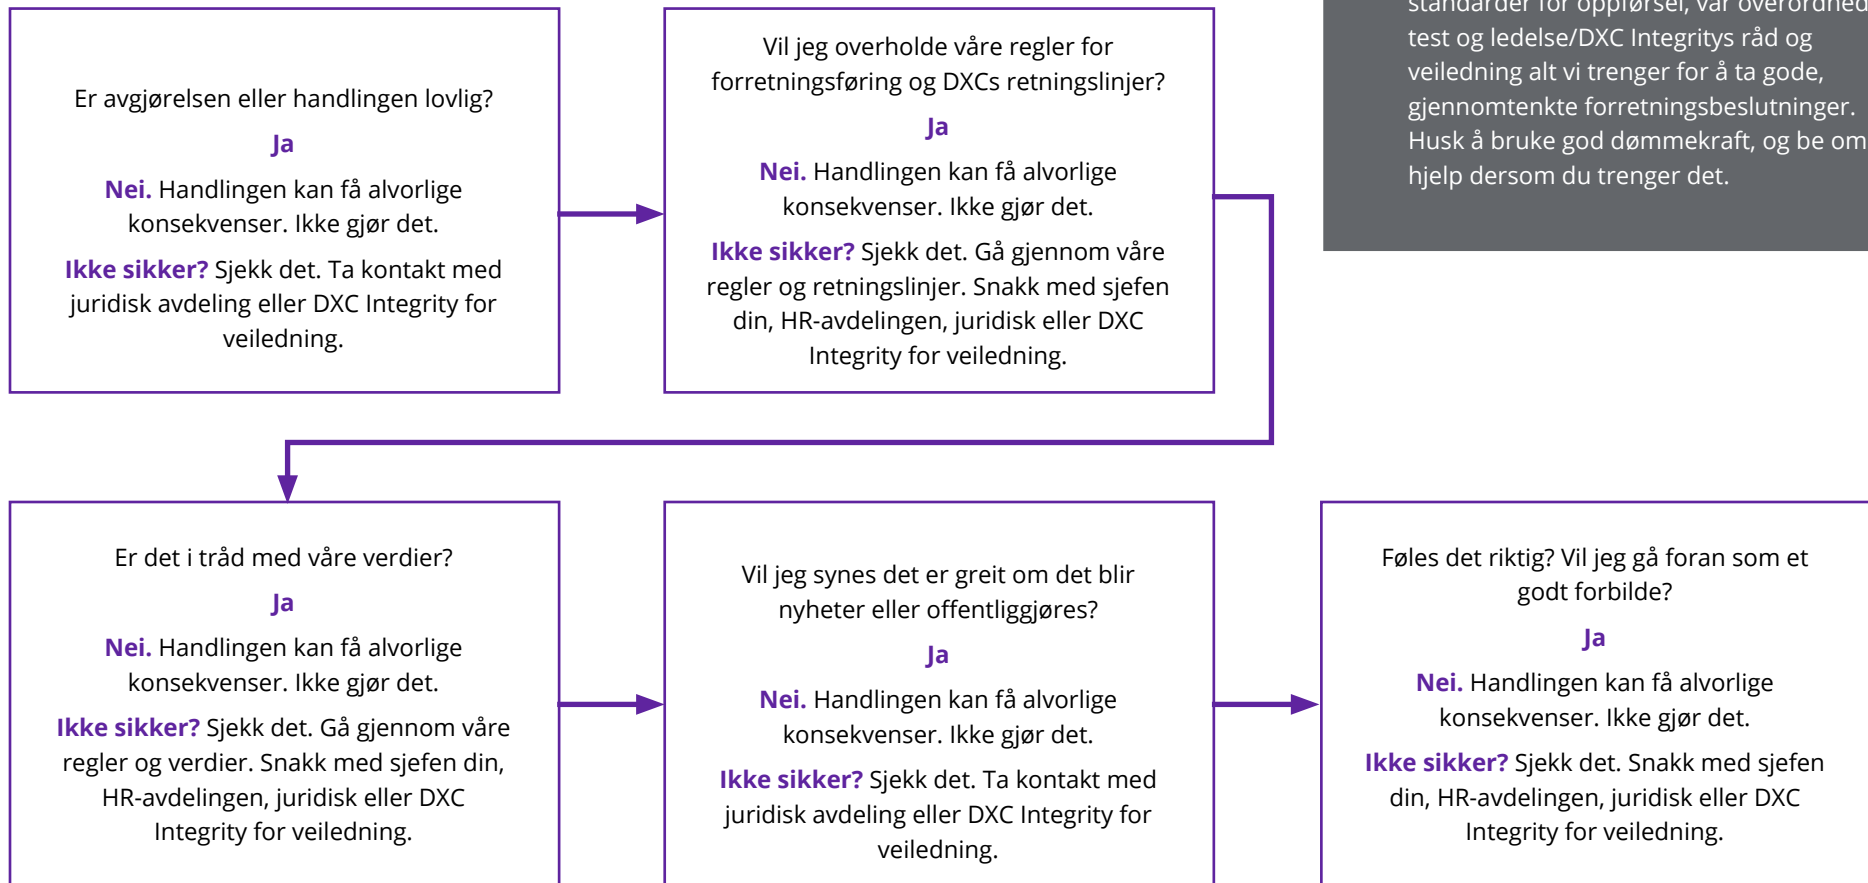 Er avgjørelsen eller handlingen lovlig?
Ja
Nei. Handlingen kan få alvorlige
konsekvenser. Ikke gjør det.
Ikke sikker? Sjekk det. Ta kontakt med
juridisk avdeling eller DXC Integrity for
veiledning.
Vil jeg overholde våre regler for
forretningsføring og DXCs retningslinjer?
Ja
Nei. Handlingen kan få alvorlige
konsekvenser. Ikke gjør det.
Ikke sikker? Sjekk det. Gå gjennom våre
regler og retningslinjer. Snakk med sjefen
din, HR-avdelingen, juridisk eller DXC
Integrity for veiledning.
standarder for oppførsel, vår overordned
test og ledelse/DXC Integritys råd og
veiledning alt vi trenger for å ta gode,
gjennomtenkte forretningsbeslutninger.
Husk å bruke god dømmekraft, og be om
hjelp dersom du trenger det.
Er det i tråd med våre verdier?
Ja
Nei. Handlingen kan få alvorlige
konsekvenser. Ikke gjør det.
Ikke sikker? Sjekk det. Gå gjennom våre
regler og verdier. Snakk med sjefen din,
HR-avdelingen, juridisk eller DXC
Integrity for veiledning.
Vil jeg synes det er greit om det blir
nyheter eller offentliggjøres?
Ja
Nei. Handlingen kan få alvorlige
konsekvenser. Ikke gjør det.
Ikke sikker? Sjekk det. Ta kontakt med
juridisk avdeling eller DXC Integrity for
veiledning.
Føles det riktig? Vil jeg gå foran som et
godt forbilde?
Ja
Nei. Handlingen kan få alvorlige
konsekvenser. Ikke gjør det.
Ikke sikker? Sjekk det. Snakk med sjefen
din, HR-avdelingen, juridisk eller DXC
Integrity for veiledning.